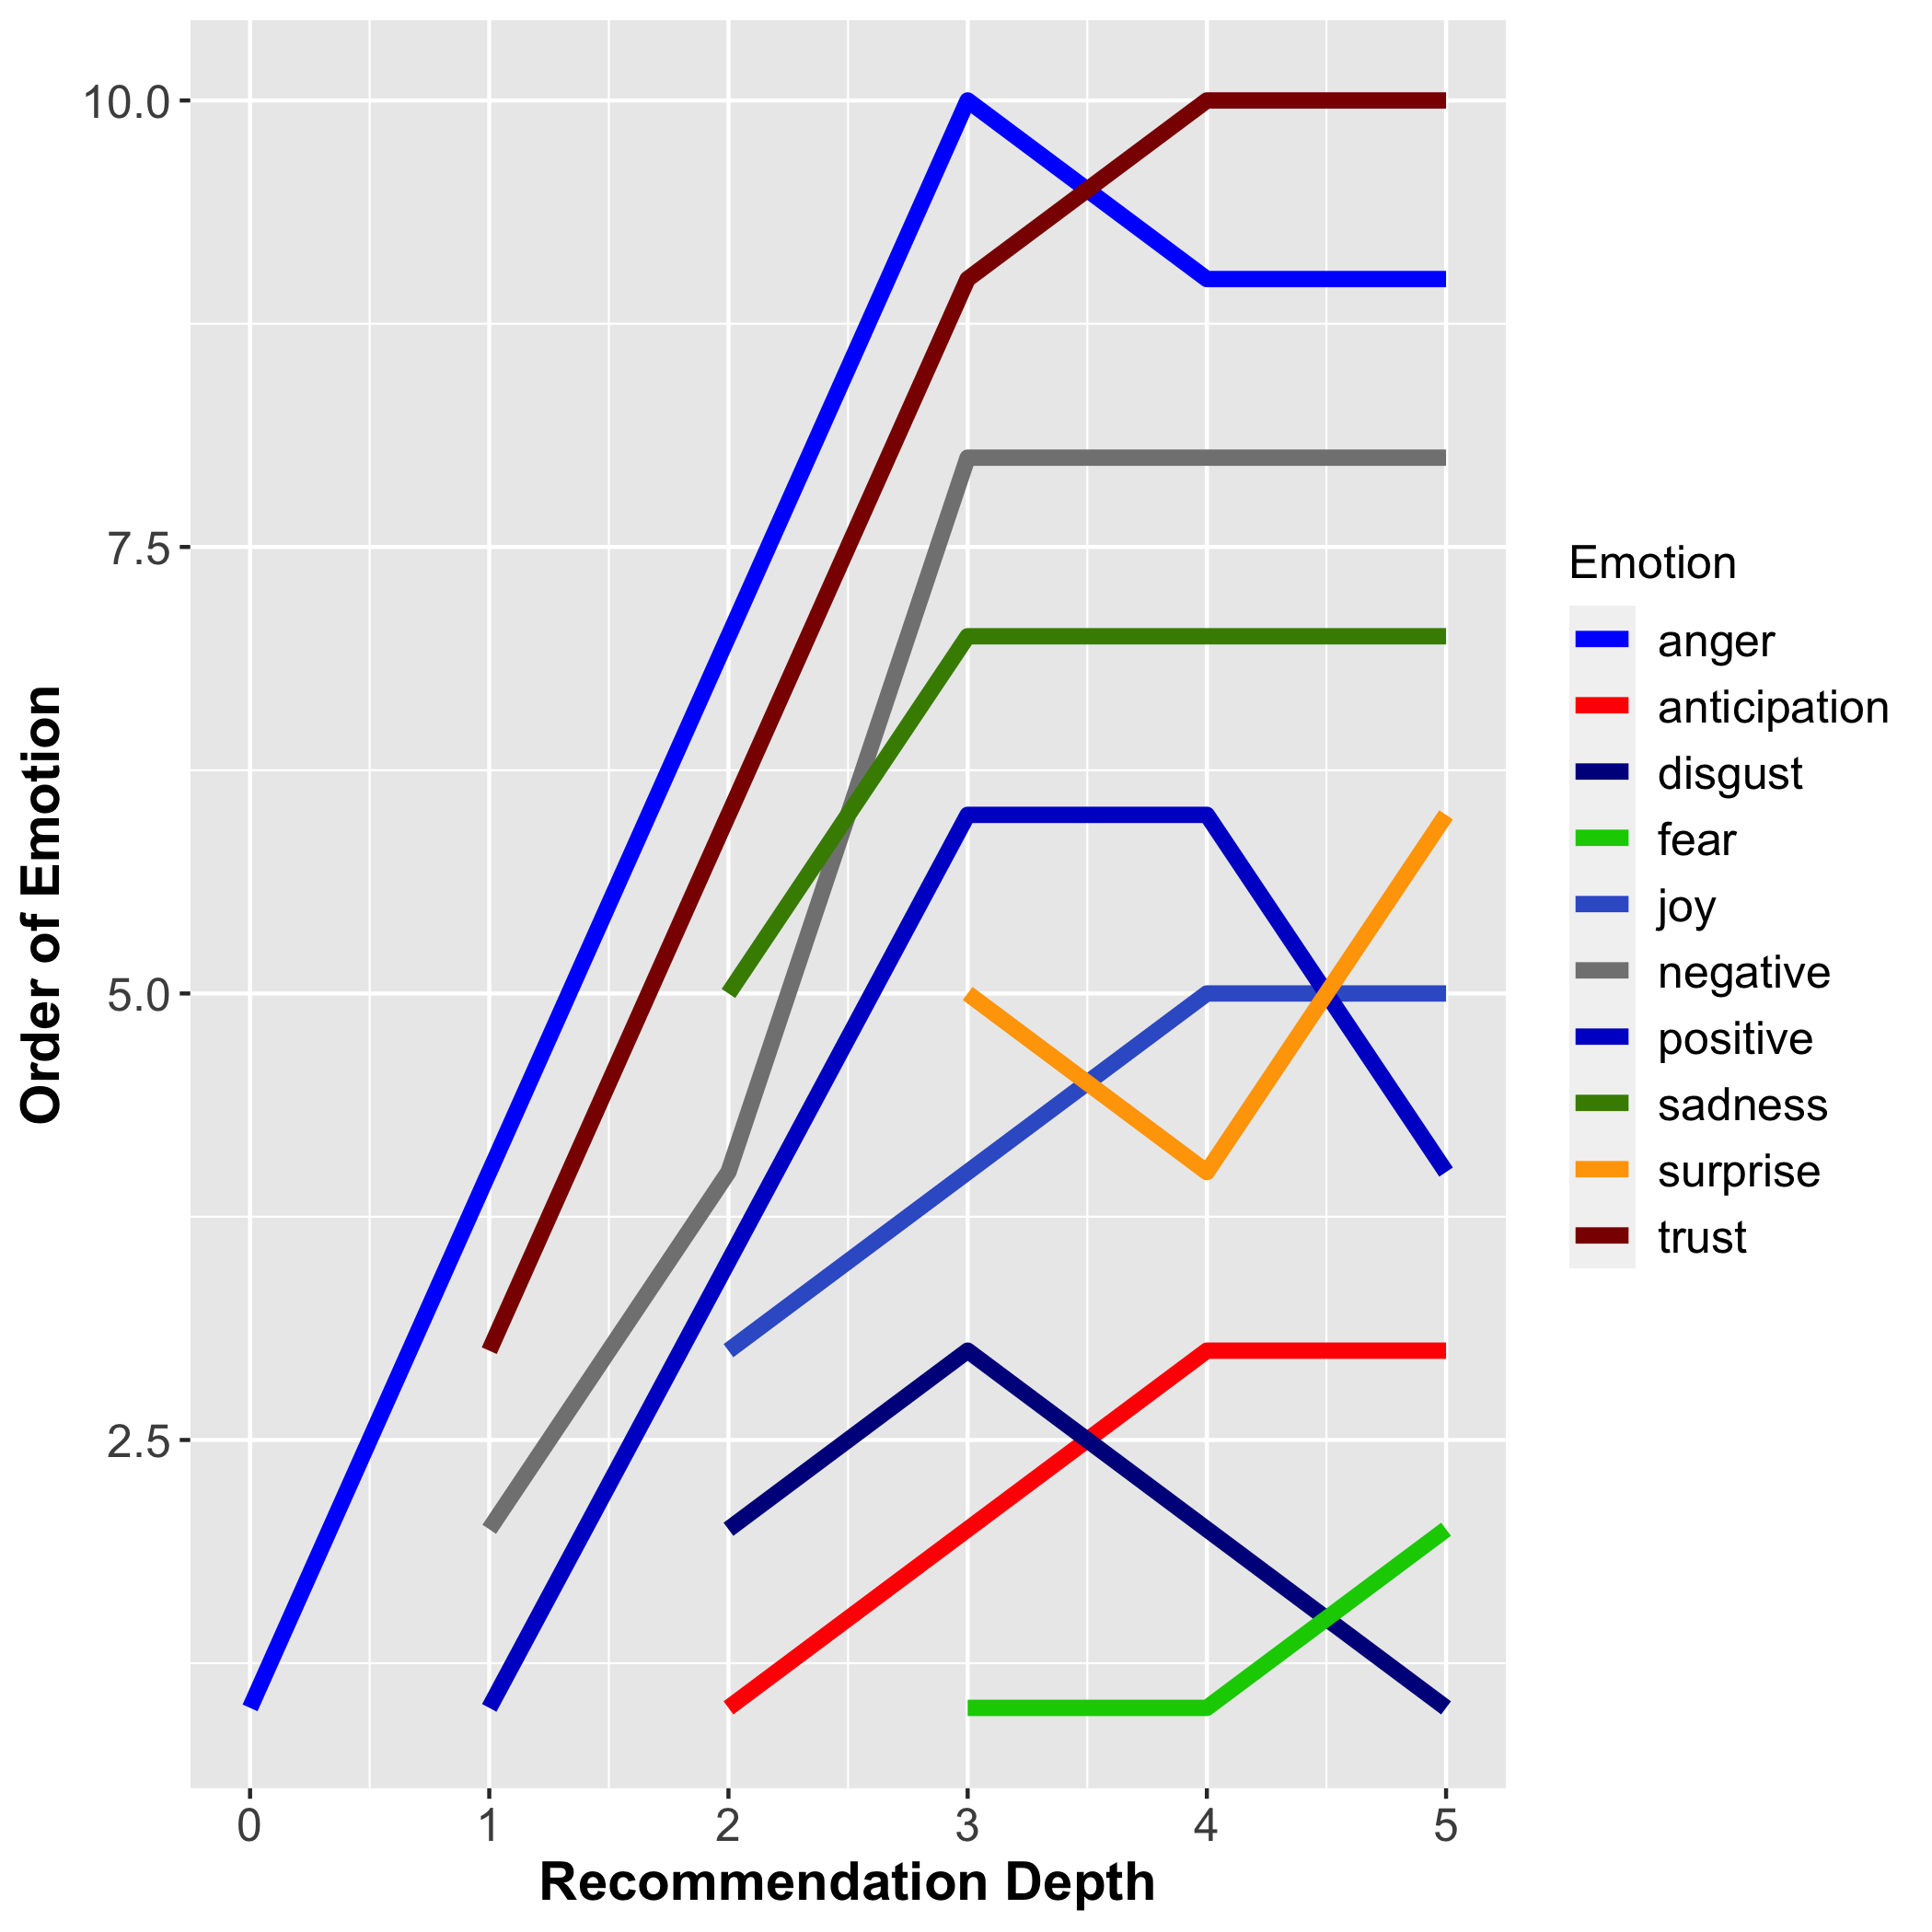 Order of Emotion
10.0
7.5
5.0
2.5
0 1 2 3 4 5
Recommendation Depth
Emotion
anger
anticipation
disgust
fear
joy
negative
positive
sadness
surprise
trust